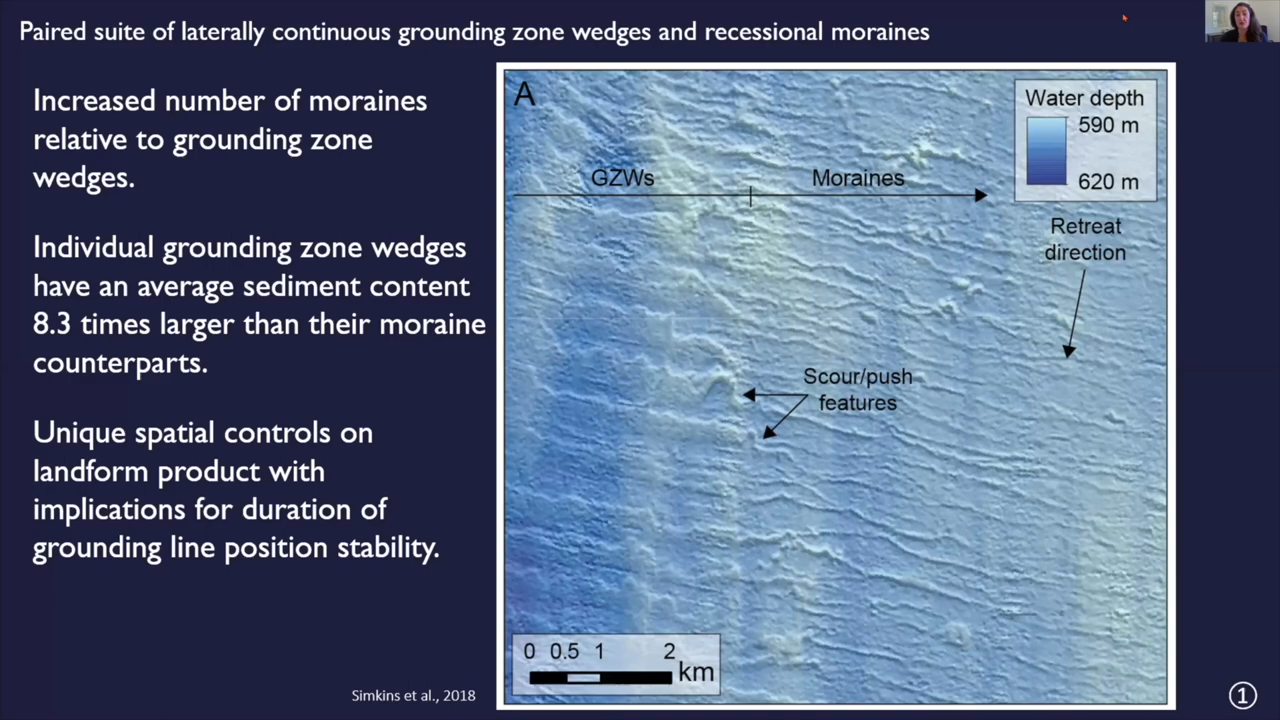 Paired suite of laterally continuous grounding zone wedges and recessional moraines
Increased number of moraines
relative to grounding zone
wedges.
Individual grounding zone wedges
have an average sediment content
8.3 times larger than their moraine
counterparts.
Unique spatial controls on
landform product with
implications for duration of
grounding line position stability.
Simkins et al., 2018
A
Water depth
590 m
620 m
GZWs
Moraines
Retreat
direction
Scour/push
features
0 0.5 1 2
km
1